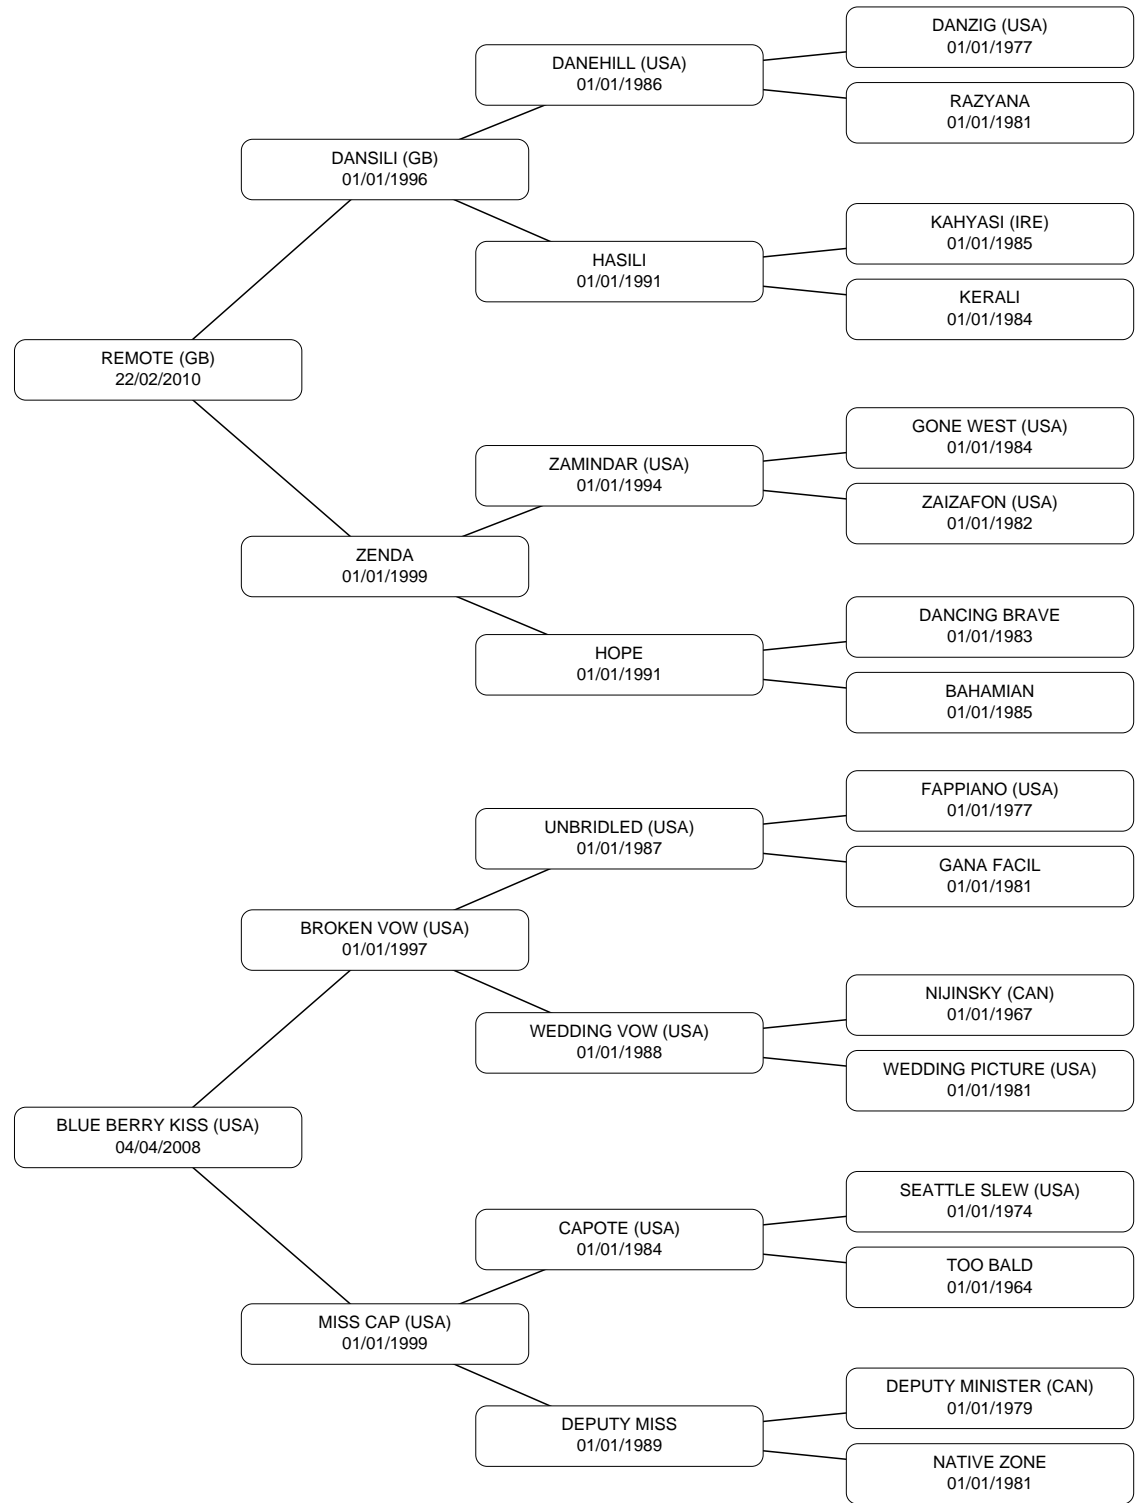 DANZIG (USA)
01/01/1977
DANEHILL (USA)
01/01/1986
RAZYANA
01/01/1981
DANSILI (GB)
01/01/1996
KAHYASI (IRE)
01/01/1985
HASILI
01/01/1991
KERALI
01/01/1984
REMOTE (GB)
22/02/2010
GONE WEST (USA)
01/01/1984
ZAMINDAR (USA)
01/01/1994
ZAIZAFON (USA)
01/01/1982
ZENDA
01/01/1999
DANCING BRAVE
01/01/1983
HOPE
01/01/1991
BAHAMIAN
01/01/1985
FAPPIANO (USA)
01/01/1977
UNBRIDLED (USA)
01/01/1987
GANA FACIL
01/01/1981
BROKEN VOW (USA)
01/01/1997
NIJINSKY (CAN)
01/01/1967
WEDDING VOW (USA)
01/01/1988
WEDDING PICTURE (USA)
01/01/1981
BLUE BERRY KISS (USA)
04/04/2008
SEATTLE SLEW (USA)
01/01/1974
CAPOTE (USA)
01/01/1984
TOO BALD
01/01/1964
MISS CAP (USA)
01/01/1999
DEPUTY MINISTER (CAN)
01/01/1979
DEPUTY MISS
01/01/1989
NATIVE ZONE
01/01/1981